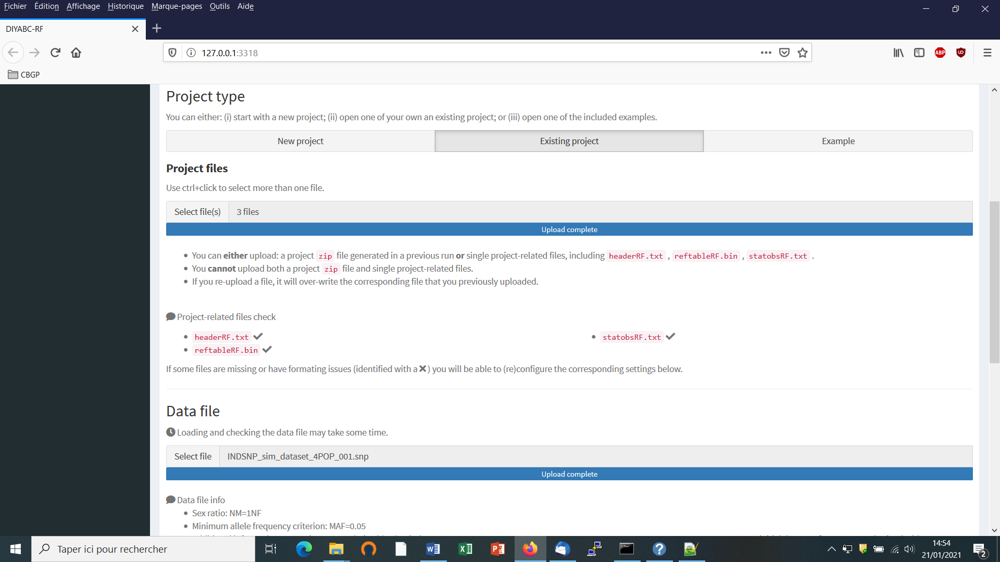 Fichier Édition Affichage Historique Marque-pages Outils Aide
DIYABC-RF
127.0.0.1:3318
ABP
CBGP
Project type
You can either: (i) start with a new project; (ii) open one of your own an existing project; or (iii) open one of the included examples.
New project Existing project Example
Project files
Use ctrl+click to select more than one file.
Select file(s) 3 files
Upload complete
You can either upload: a project zip file generated in a previous run or single project-related files, including headerRF.txt , reftableRF.bin , statobsRF.txt .
You cannot upload both a project zip file and single project-related files.
If you re-upload a file, it will over-write the corresponding file that you previously uploaded.
Project-related files check
headerRF.txt statobsRF.txt
reftableRF.bin
If some files are missing or have formating issues (identified with a ) you will be able to (re)configure the corresponding settings below.
Data file
Loading and checking the data file may take some time.
Select file INDSNP_sim_dataset_4POP_001.snp
Upload complete
Data file info
Sex ratio: NM=1NF
Minimum allele frequency criterion: MAF=0.05
Taper ici pour rechercher
14:54
21/01/2021
2